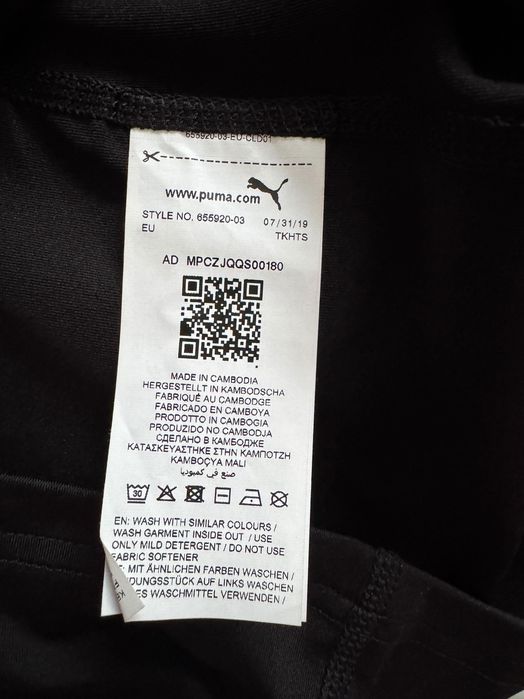 655920-03-EU-CLD01
www.puma.com
STYLE NO. 655920-03 07/31/19
EU TKHTS
AD MPCZJQQS00180
MADE IN CAMBODIA
HERGESTELLT IN KAMBODSCHA
FABRIQUÉ AU CAMBODGE
FABRICADO EN CAMBOYA
PRODOTTO IN CAMBOGIA
PRODUZIDO NO CAMBODJA
СДЕЛАНО В КАМБОДЖЕ
ΚΑΤΑΣΚΕΥΑΣΤΗΚΕ ΣΤΗΝ ΚΑΜΠΟΤΖΗ
KAMBOÇYA MALI
صنع في كمبوديا
30
EN: WASH WITH SIMILAR COLOURS /
WASH GARMENT INSIDE OUT / USE
ONLY MILD DETERGENT / DO NOT USE
FABRIC SOFTENER
MIT ÄHNLICHEN FARBEN WASCHEN /
AUF LINKS WASCHEN /
WASCHMITTEL VERWENDEN /